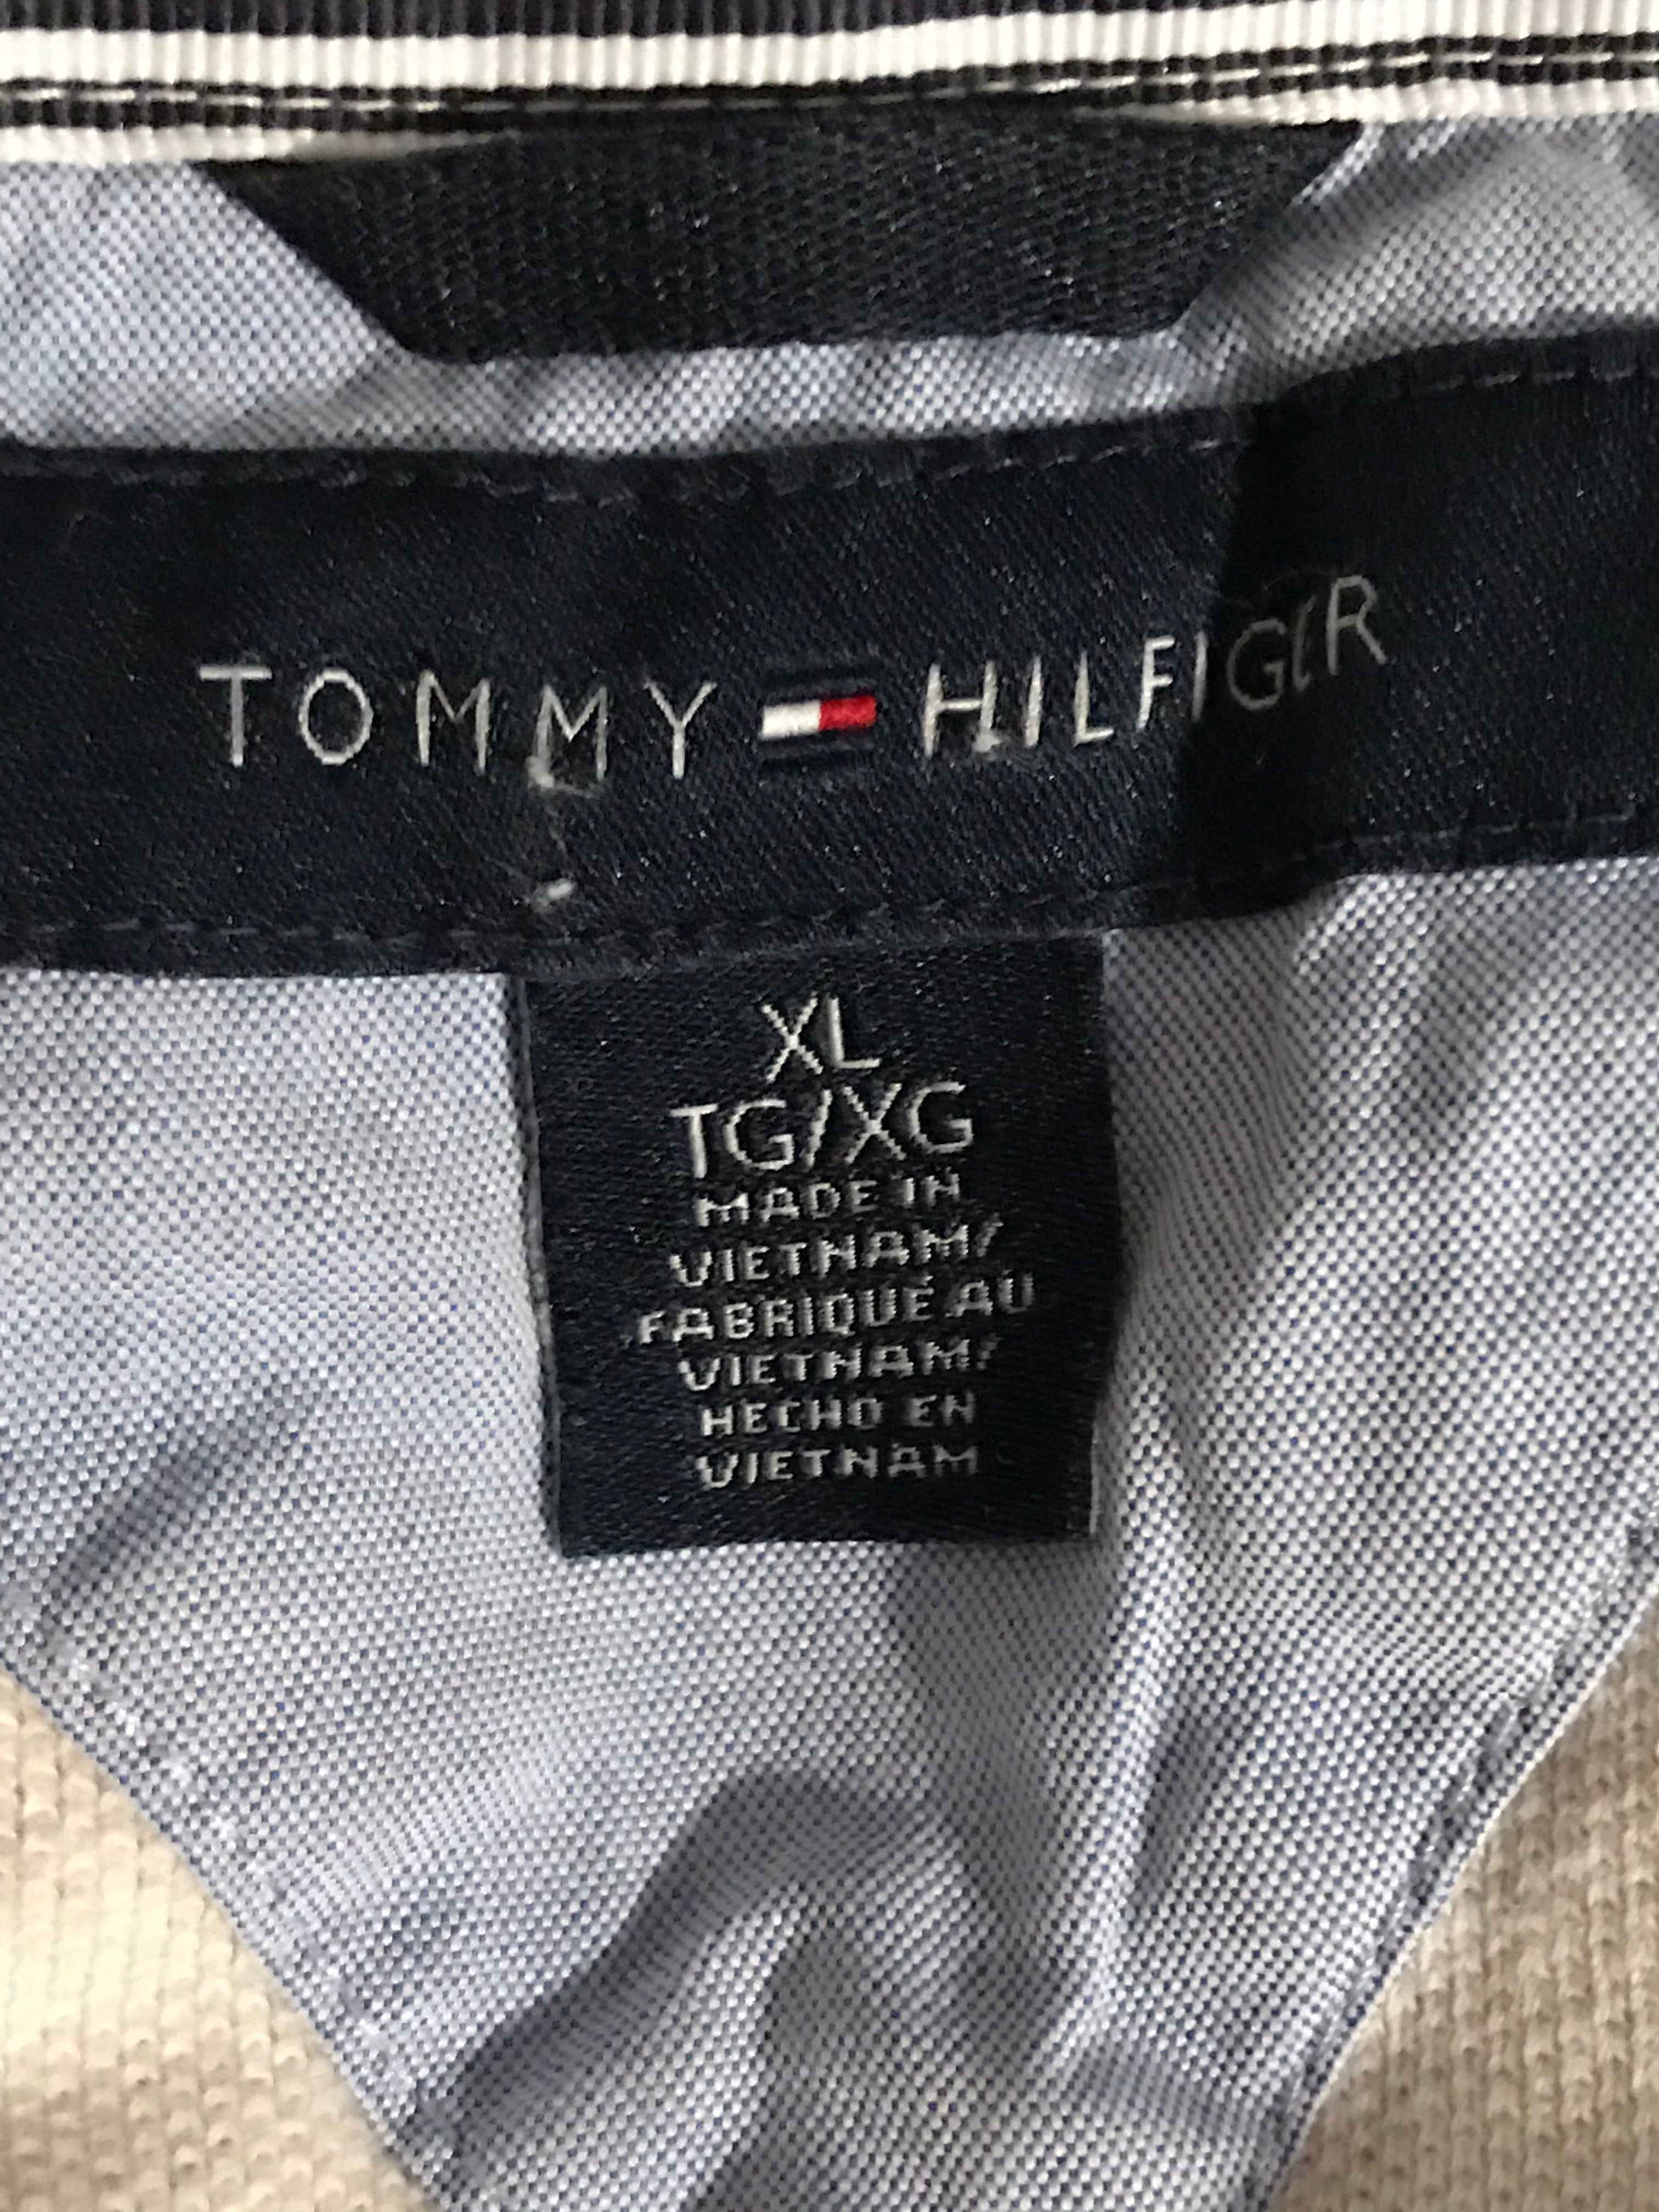 TOMMY HILFIGER
XL
TG/XG
MADE IN
VIETNAM/
FABRIQUÉ AU
VIETNAM/
HECHO EN
VIETNAM